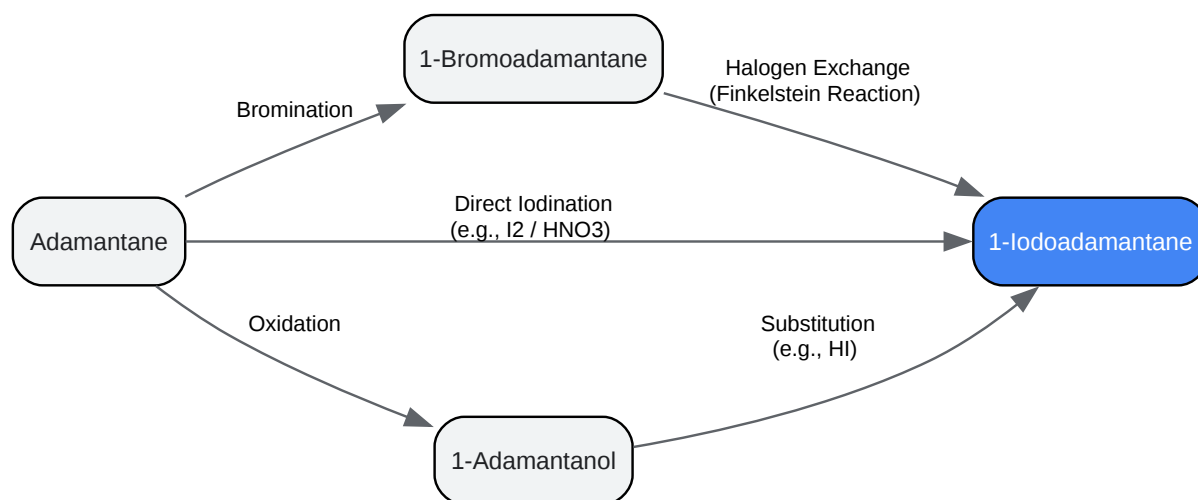 1-Bromoadamantane
Halogen Exchange
(Finkelstein Reaction)
Bromination
Direct Iodination
(e.g., I2 / HNO3)
Adamantane
1-Iodoadamantane
Oxidation
Substitution
(e.g., HI)
1-Adamantanol